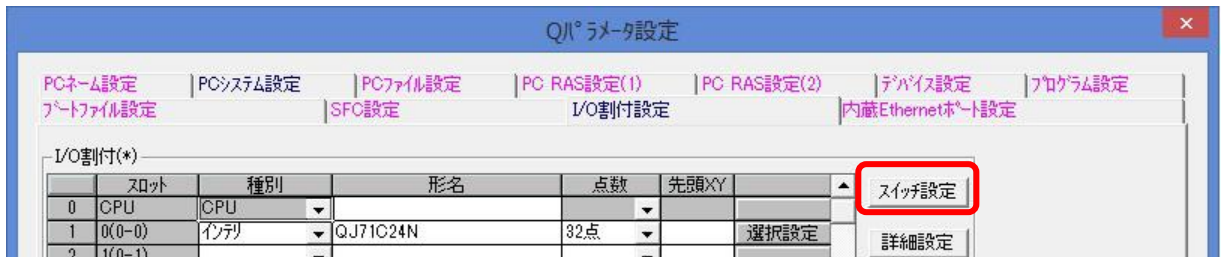 Qﾊﾟﾗﾒｰﾀ設定
PCﾈｰﾑ設定 PCｼｽﾃﾑ設定 PCﾌｧｲﾙ設定 PC RAS設定(1) PC RAS設定(2) ﾃﾞﾊﾞｲｽ設定 ﾌﾟﾛｸﾞﾗﾑ設定
ﾌﾞｰﾄﾌｧｲﾙ設定 SFC設定 I/O割付設定 内蔵Ethernetﾎﾟｰﾄ設定
I/O割付(*)
ｽﾛｯﾄ 種別 形名 点数 先頭XY ｽｲｯﾁ設定
0 CPU CPU
1 0(0-0) ｲﾝﾃﾘ QJ71C24N 32点 選択設定 詳細設定
2 1(0-1)